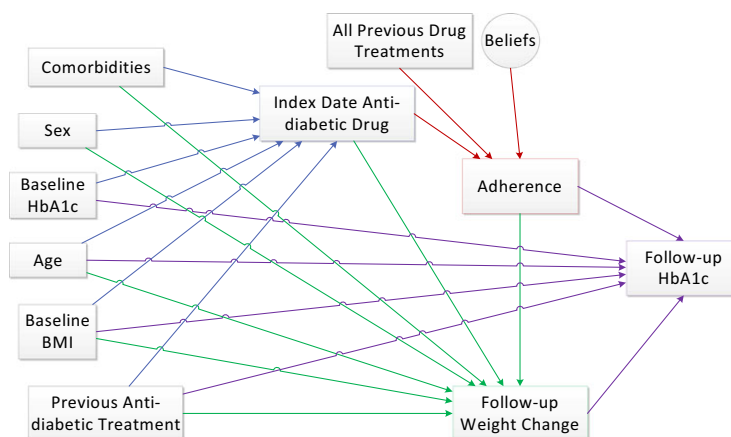 All Previous Drug
Treatments
Beliefs
Comorbidities
Index Date Anti-
diabetic Drug
Sex
Adherence
Baseline
HbA1c
Age
Follow-up
HbA1c
Baseline
BMI
Previous Anti-
diabetic Treatment
Follow-up
Weight Change